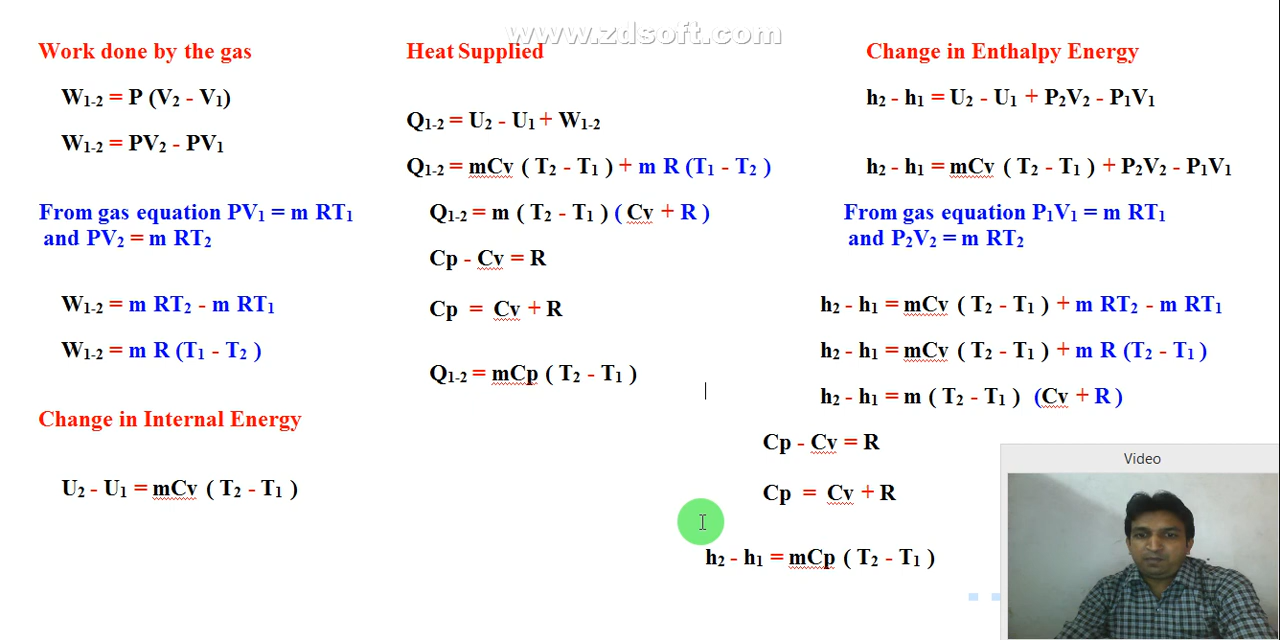 www.zdsoft.com
Work done by the gas
W1-2 = P (V2 - V1)
W1-2 = PV2 - PV1
From gas equation PV1 = m RT1
and PV2 = m RT2
W1-2 = m RT2 - m RT1
W1-2 = m R (T1 - T2 )
Change in Internal Energy
U2 - U1 = mCv ( T2 - T1 )
Heat Supplied
Q1-2 = U2 - U1 + W1-2
Q1-2 = mCv ( T2 - T1 ) + m R (T1 - T2 )
Q1-2 = m ( T2 - T1 ) ( Cv + R )
Cp - Cv = R
Cp = Cv + R
Q1-2 = mCp ( T2 - T1 )
Change in Enthalpy Energy
h2 - h1 = U2 - U1 + P2V2 - P1V1
h2 - h1 = mCv ( T2 - T1 ) + P2V2 - P1V1
From gas equation P1V1 = m RT1
and P2V2 = m RT2
h2 - h1 = mCv ( T2 - T1 ) + m RT2 - m RT1
h2 - h1 = mCv ( T2 - T1 ) + m R (T2 - T1 )
h2 - h1 = m ( T2 - T1 ) (Cv + R )
Cp - Cv = R
Cp = Cv + R
h2 - h1 = mCp ( T2 - T1 )
Video